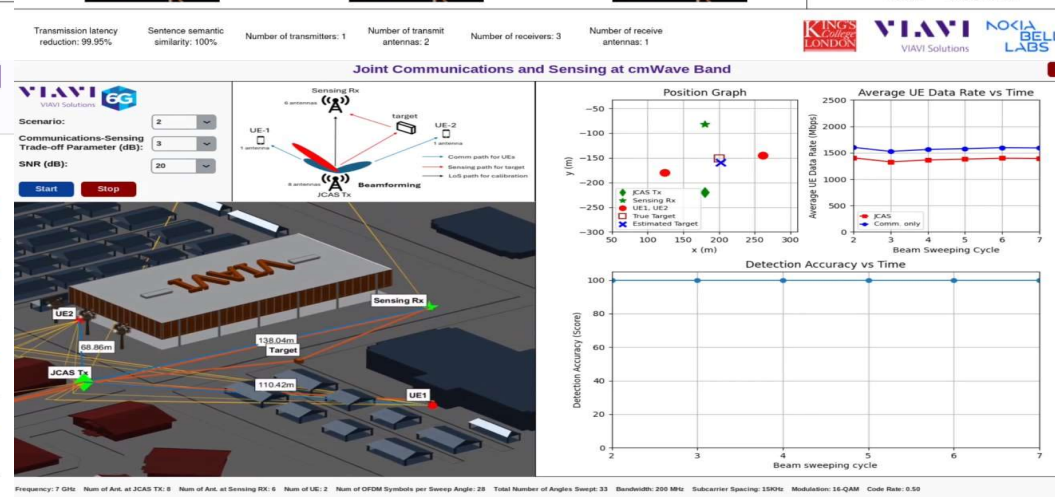 Transmission latency
reduction: 99.95%
Sentence semantic
similarity: 100%
Number of transmitters: 1
Number of transmit
antennas: 2
Number of receivers: 3
Number of receive
antennas: 1
KING'S
College
LONDON
VIAVI
VIAVI Solutions
NOKIA
BELL
LABS
Joint Communications and Sensing at cmWave Band
VIAVI
VIAVI Solutions
6G
Scenario:
2
Communications-Sensing
Trade-off Parameter (dB):
3
SNR (dB):
20
Start
Stop
Sensing Rx
6 antennas
target
UE-1
1 antenna
UE-2
1 antenna
Comm path for UEs
Sensing path for target
LoS path for calibration
8 antennas
Beamforming
JCAS Tx
Position Graph
y (m)
−50
−100
−150
−200
−250
−300
50
100
150
200
250
300
x (m)
JCAS Tx
Sensing Rx
UE1, UE2
True Target
Estimated Target
Average UE Data Rate vs Time
Average UE Data Rate (Mbps)
2500
2000
1500
1000
500
0
2
3
4
5
6
7
Beam Sweeping Cycle
JCAS
Comm. only
VIAVI
UE2
68.86m
JCAS Tx
Sensing Rx
138.04m
Target
110.42m
UE1
Detection Accuracy vs Time
Detection Accuracy (Score)
100
80
60
40
20
0
2
3
4
5
6
7
Beam sweeping cycle
Frequency: 7 GHz Num of Ant. at JCAS TX: 8 Num of Ant. at Sensing RX: 6 Num of UE: 2 Num of OFDM Symbols per Sweep Angle: 28 Total Number of Angles Swept: 33 Bandwidth: 200 MHz Subcarrier Spacing: 15KHz Modulation: 16-QAM Code Rate: 0.50